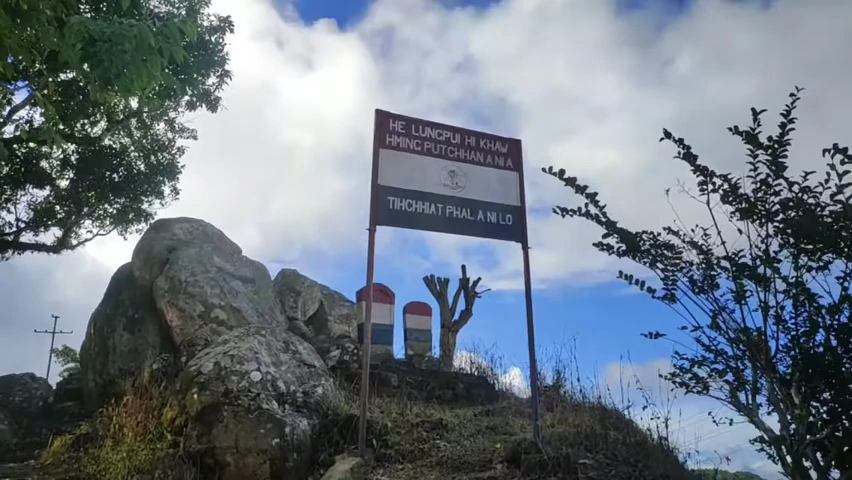 HE LUNGPUI HI KHAW
HMING PUTCHHAN A NI A
TIHCHHIAT PHAL A NI LO